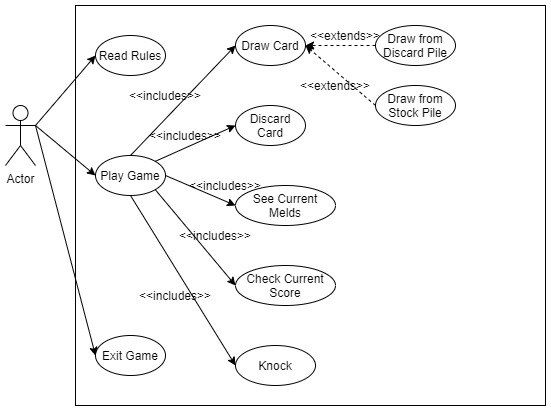 Draw Card
<<extends>>
Draw from
Discard Pile
Read Rules
<<extends>>
Draw from
Stock Pile
<<includes>>
Discard
Card
<<includes>>
Actor
Play Game
<<includes>>
See Current
Melds
<<includes>>
Check Current
Score
<<includes>>
Exit Game
Knock